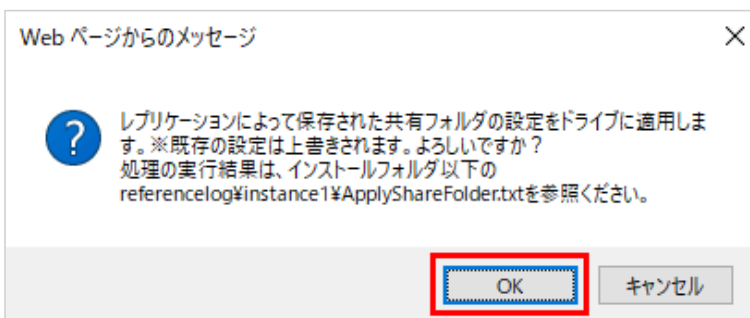 Web ページからのメッセージ
レプリケーションによって保存された共有フォルダの設定をドライブに適用しま
す。※既存の設定は上書きされます。よろしいですか？
処理の実行結果は、インストールフォルダ以下の
referencelog¥instance1¥ApplyShareFolder.txtを参照ください。
OK
キャンセル